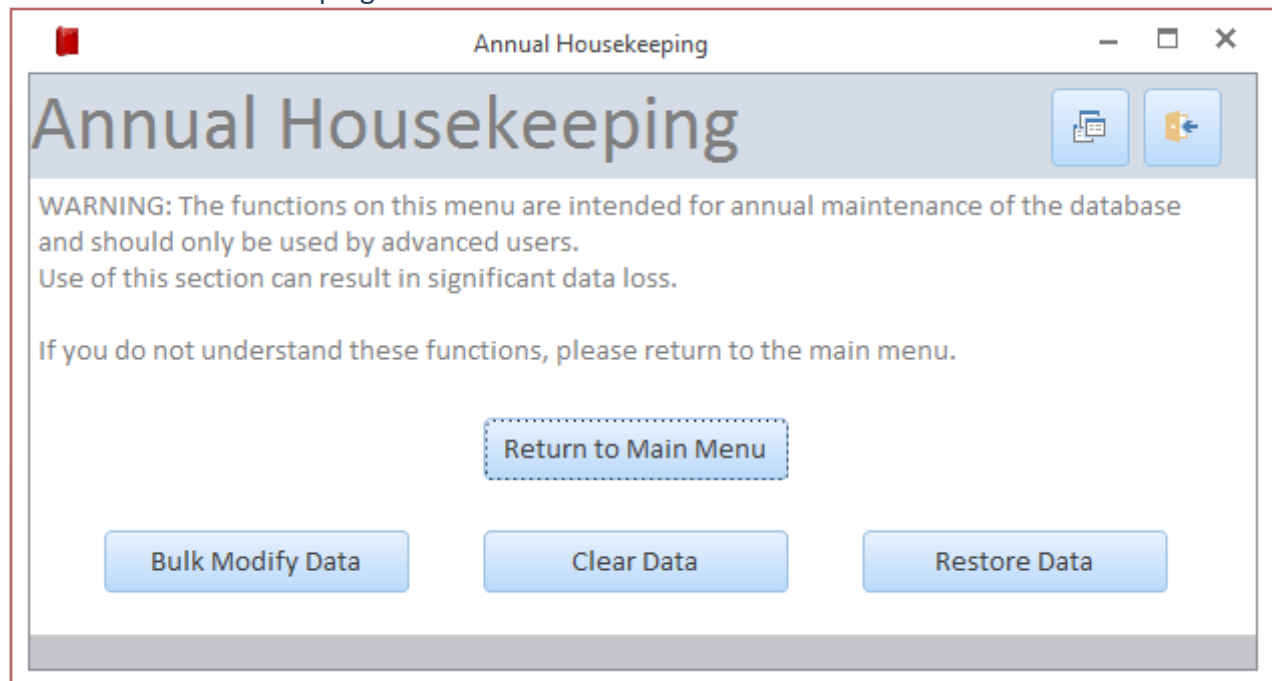 Annual Housekeeping
Annual Housekeeping
WARNING: The functions on this menu are intended for annual maintenance of the database
and should only be used by advanced users.
Use of this section can result in significant data loss.
If you do not understand these functions, please return to the main menu.
Return to Main Menu
Bulk Modify Data
Clear Data
Restore Data